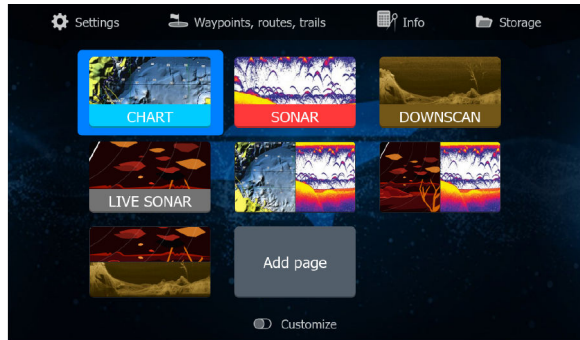 Settings
Waypoints, routes, trails
Info
Storage
CHART
SONAR
DOWNSCAN
LIVE SONAR
Add page
Customize